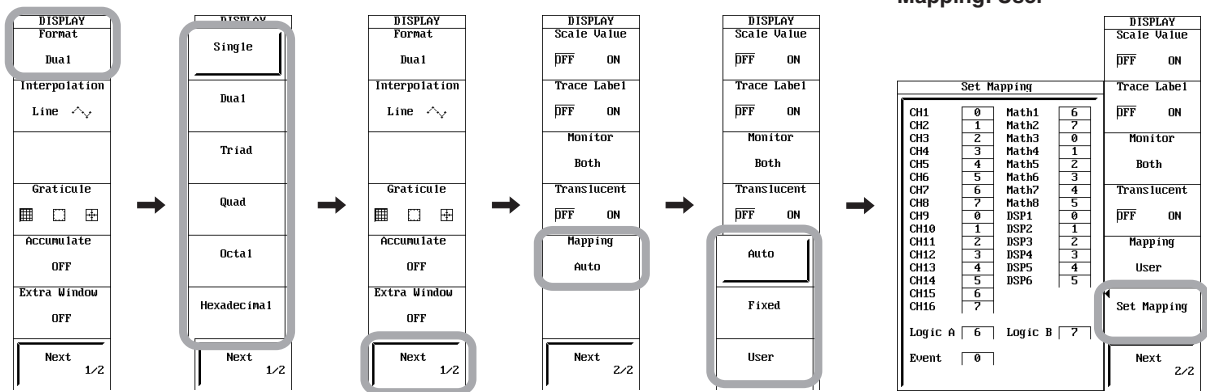 DISPLAY
Format
Dual
Interpolation
Line
Graticule
Accumulate
OFF
Extra Window
OFF
Next
1/2
DISPLAY
Single
Dual
Triad
Quad
Octal
Hexadecimal
Next
1/2
DISPLAY
Format
Dual
Interpolation
Line
Graticule
Accumulate
OFF
Extra Window
OFF
Next
1/2
DISPLAY
Scale Value
OFF ON
Trace Label
OFF ON
Monitor
Both
Translucent
OFF ON
Mapping
Auto
Next
2/2
DISPLAY
Scale Value
OFF ON
Trace Label
OFF ON
Monitor
Both
Translucent
OFF ON
Auto
Fixed
User
Mapping: User
Set Mapping
CH1 0 Math1 6
CH2 1 Math2 7
CH3 2 Math3 0
CH4 3 Math4 1
CH5 4 Math5 2
CH6 5 Math6 3
CH7 6 Math7 4
CH8 7 Math8 5
CH9 0 DSP1 0
CH10 1 DSP2 1
CH11 2 DSP3 2
CH12 3 DSP4 3
CH13 4 DSP5 4
CH14 5 DSP6 5
CH15 6
CH16 7
Logic A 6 Logic B 7
Event 0
DISPLAY
Scale Value
OFF ON
Trace Label
OFF ON
Monitor
Both
Translucent
OFF ON
Mapping
User
Set Mapping
Next
2/2